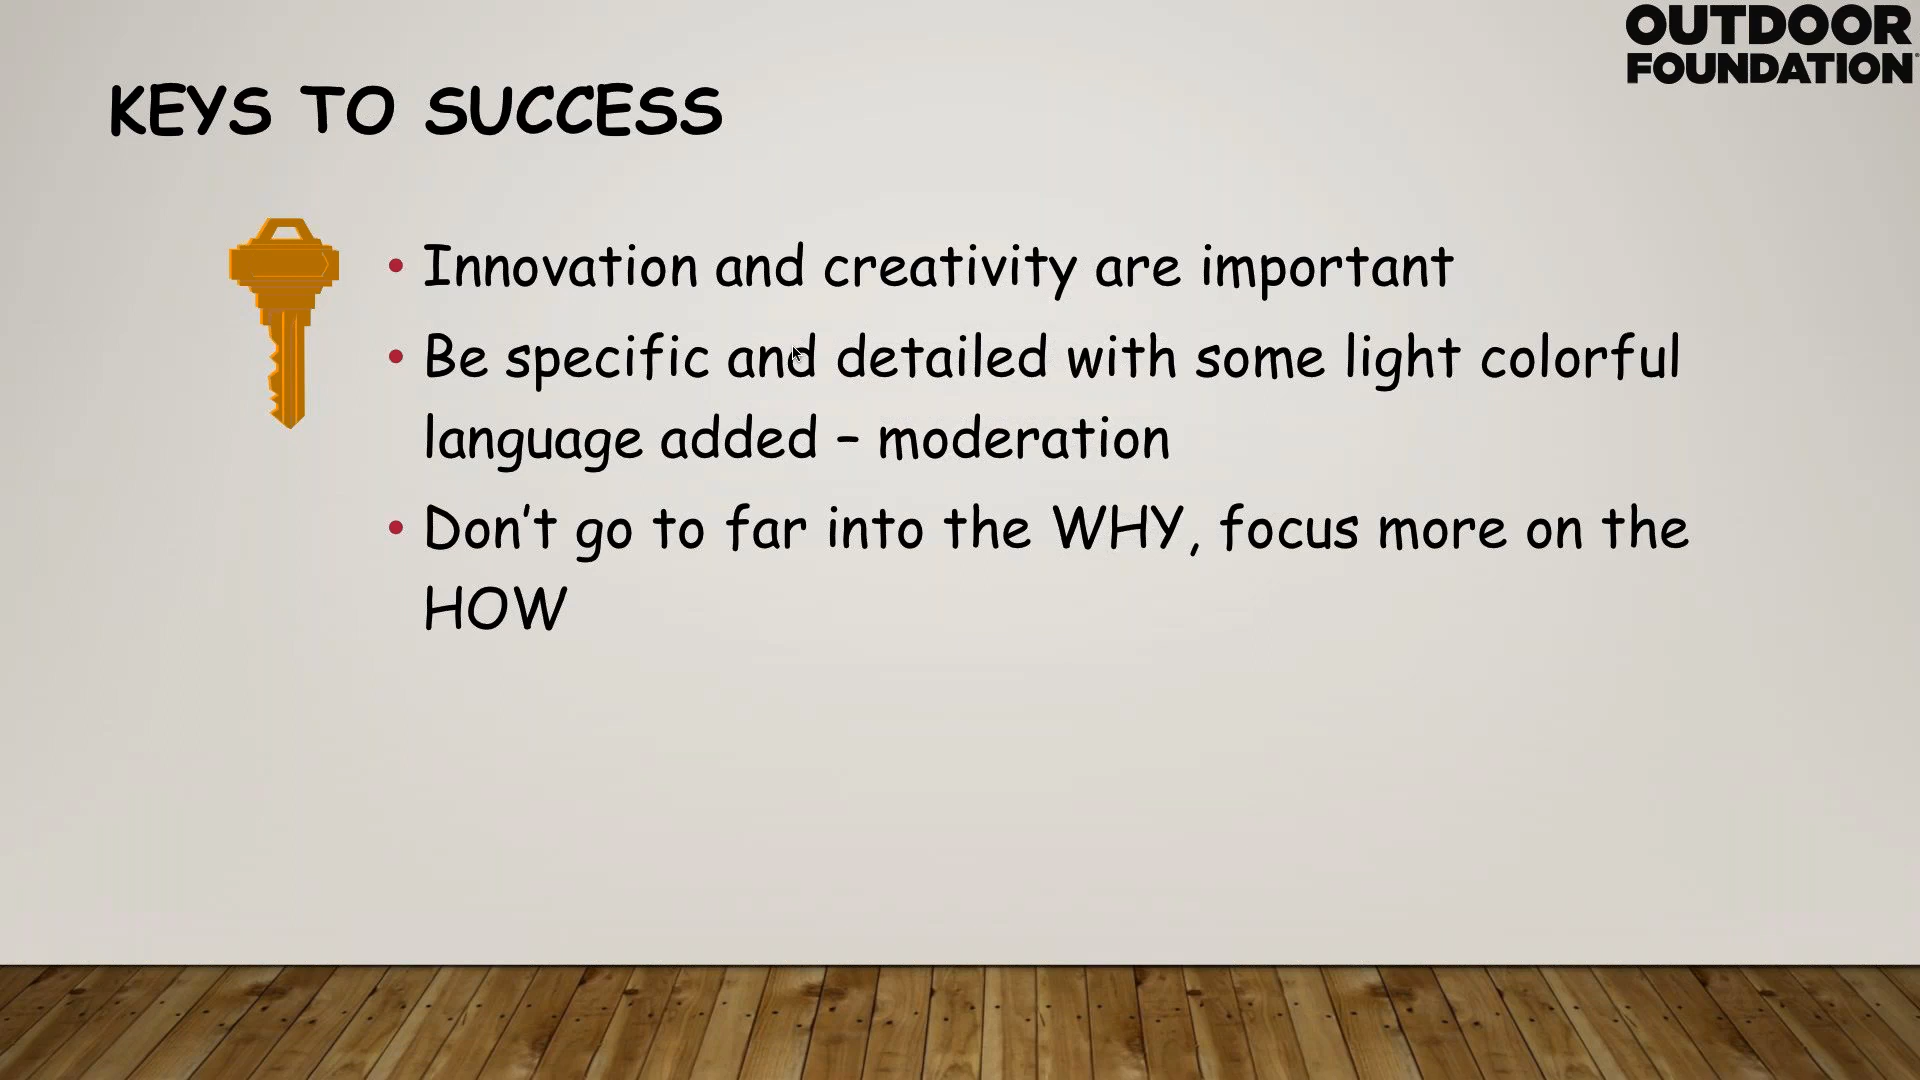 OUTDOOR
FOUNDATION
KEYS TO SUCCESS
• Innovation and creativity are important
• Be specific and detailed with some light colorful
language added – moderation
• Don’t go to far into the WHY, focus more on the
HOW